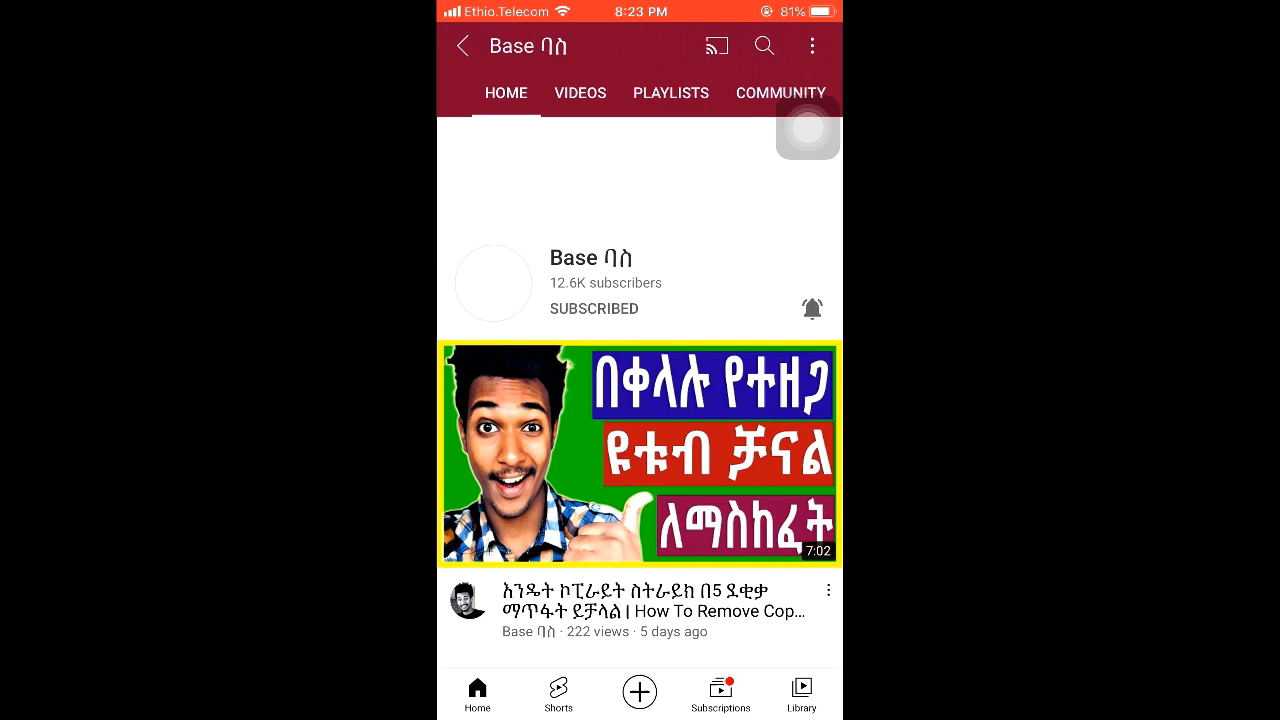 Ethio.Telecom 8:23 PM 81%
Base ባስ
HOME VIDEOS PLAYLISTS COMMUNITY
Base ባስ
12.6K subscribers
SUBSCRIBED
በቀላሉ የተዘጋ
ዩቱብ ቻናል
ለማስከፈት
7:02
እንዴት ኮፒራይት ስትራይክ በ5 ደቂቃ
ማጥፋት ይቻላል | How To Remove Cop...
Base ባስ · 222 views · 5 days ago
Home Shorts Subscriptions Library